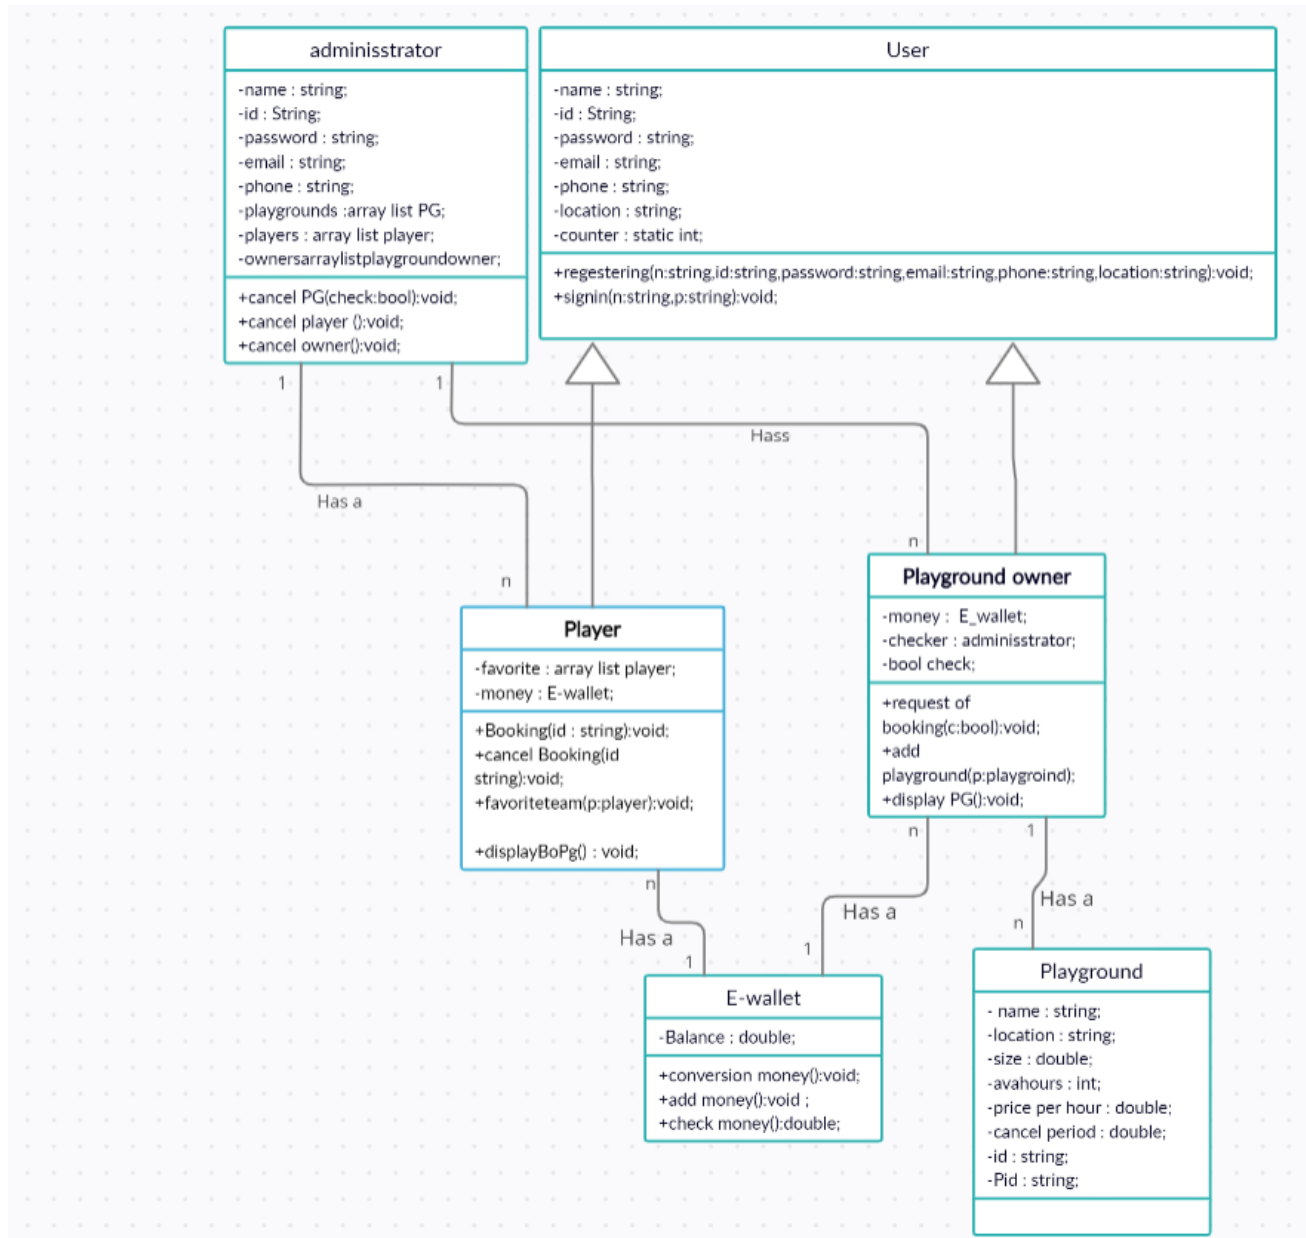 adminisstrator
-name : string;
-id : String;
-password : string;
-email : string;
-phone : string;
-playgrounds :array list PG;
-players : array list player;
-ownersarraylistplaygroundowner;
+cancel PG(check:bool):void;
+cancel player ():void;
+cancel owner():void;
User
-name : string;
-id : String;
-password : string;
-email : string;
-phone : string;
-location : string;
-counter : static int;
+regestering(n:string,id:string,password:string,email:string,phone:string,location:string):void;
+signin(n:string,p:string):void;
1
1
Hass
Has a
n
n
Player
-favorite : array list player;
-money : E-wallet;
+Booking(id : string):void;
+cancel Booking(id
string):void;
+favoriteteam(p:player):void;
+displayBoPg() : void;
Playground owner
-money :  E_wallet;
-checker : adminisstrator;
-bool check;
+request of
booking(c:bool):void;
+add
playground(p:playgroind);
+display PG():void;
n
Has a
1
n
Has a
1
1
Has a
n
E-wallet
-Balance : double;
+conversion money():void;
+add money():void ;
+check money():double;
Playground
- name : string;
-location : string;
-size : double;
-avahours : int;
-price per hour : double;
-cancel period : double;
-id : string;
-Pid : string;